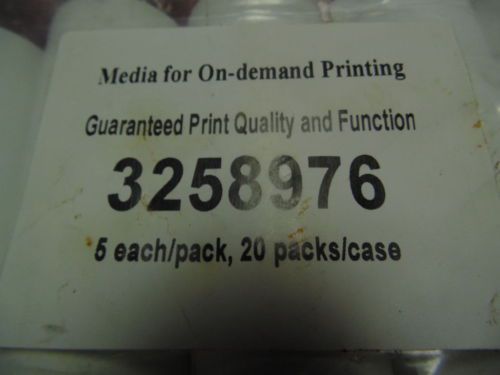 Media for On-demand Printing
Guaranteed Print Quality and Function
3258976
5 each/pack, 20 packs/case